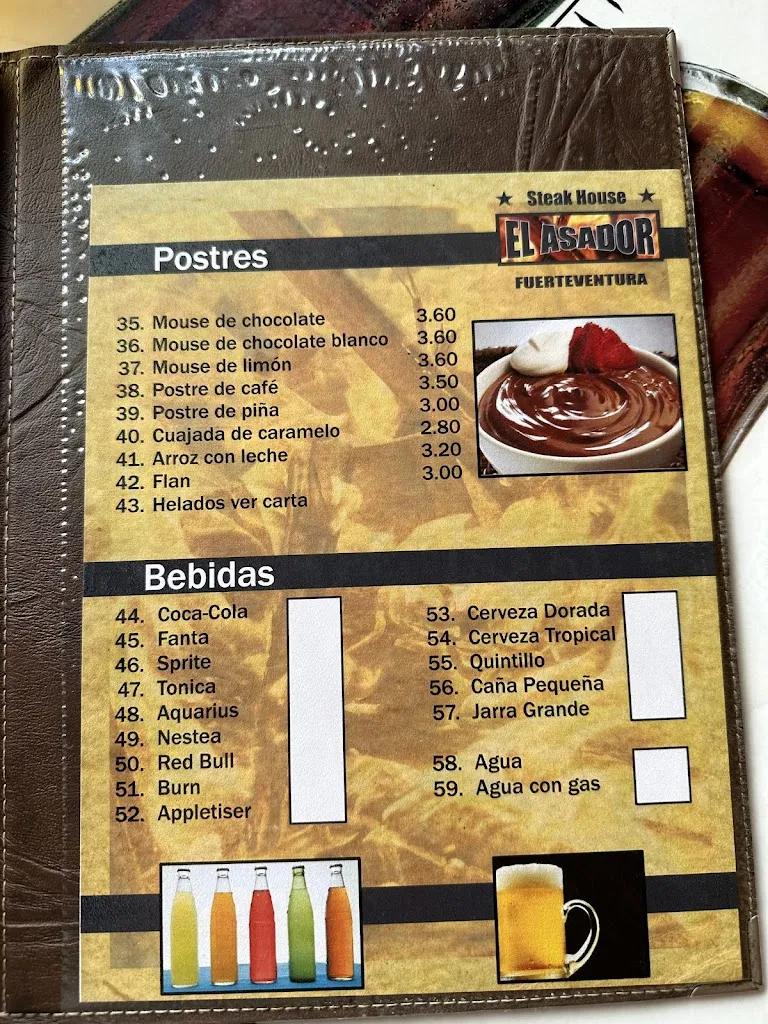 ★ Steak House ★
EL ASADOR
FUERTEVENTURA
Postres
35. Mouse de chocolate 3.60
36. Mouse de chocolate blanco 3.60
37. Mouse de limón 3.60
38. Postre de café 3.50
39. Postre de piña 3.00
40. Cuajada de caramelo 2.80
41. Arroz con leche 3.20
42. Flan 3.00
43. Helados ver carta
Bebidas
44. Coca-Cola
45. Fanta
46. Sprite
47. Tonica
48. Aquarius
49. Nestea
50. Red Bull
51. Burn
52. Appletiser
53. Cerveza Dorada
54. Cerveza Tropical
55. Quintillo
56. Caña Pequeña
57. Jarra Grande
58. Agua
59. Agua con gas